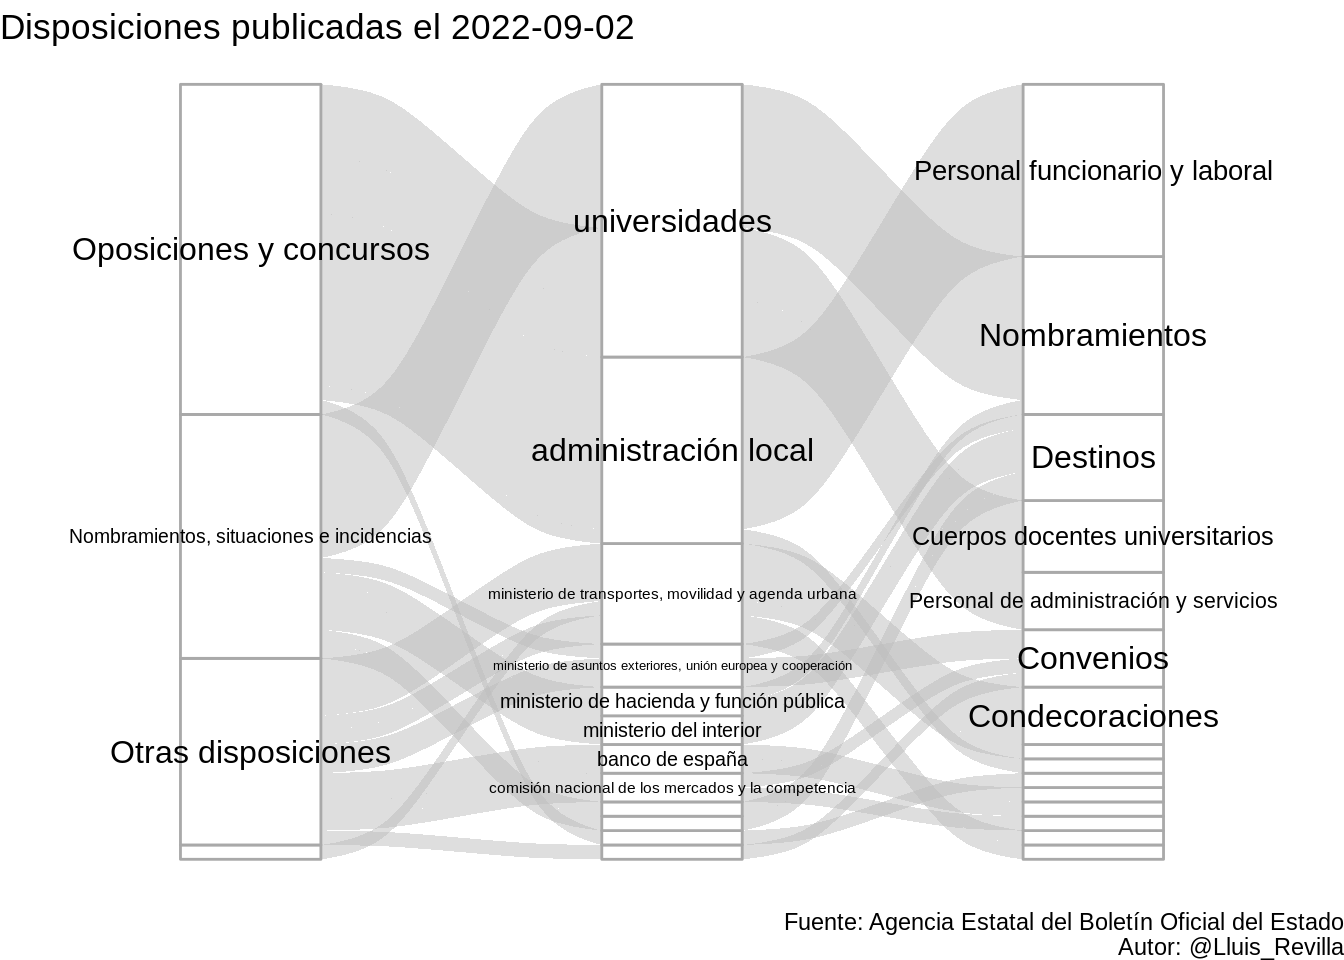 Disposiciones publicadas el 2022-09-02
Oposiciones y concursos
Nombramientos, situaciones e incidencias
Otras disposiciones
universidades
administración local
ministerio de transportes, movilidad y agenda urbana
ministerio de asuntos exteriores, unión europea y cooperación
ministerio de hacienda y función pública
ministerio del interior
banco de españa
comisión nacional de los mercados y la competencia
Personal funcionario y laboral
Nombramientos
Destinos
Cuerpos docentes universitarios
Personal de administración y servicios
Convenios
Condecoraciones
Fuente: Agencia Estatal del Boletín Oficial del Estado
Autor: @Lluis_Revilla